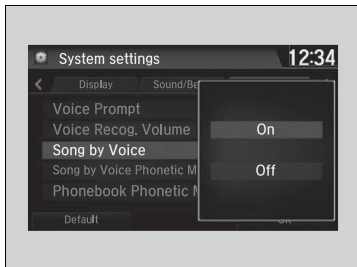 System settings
12:34
Display
Sound/Be
Voice Prompt
Voice Recog. Volume
On
Song by Voice
Song by Voice Phonetic M
Off
Phonebook Phonetic M
Default